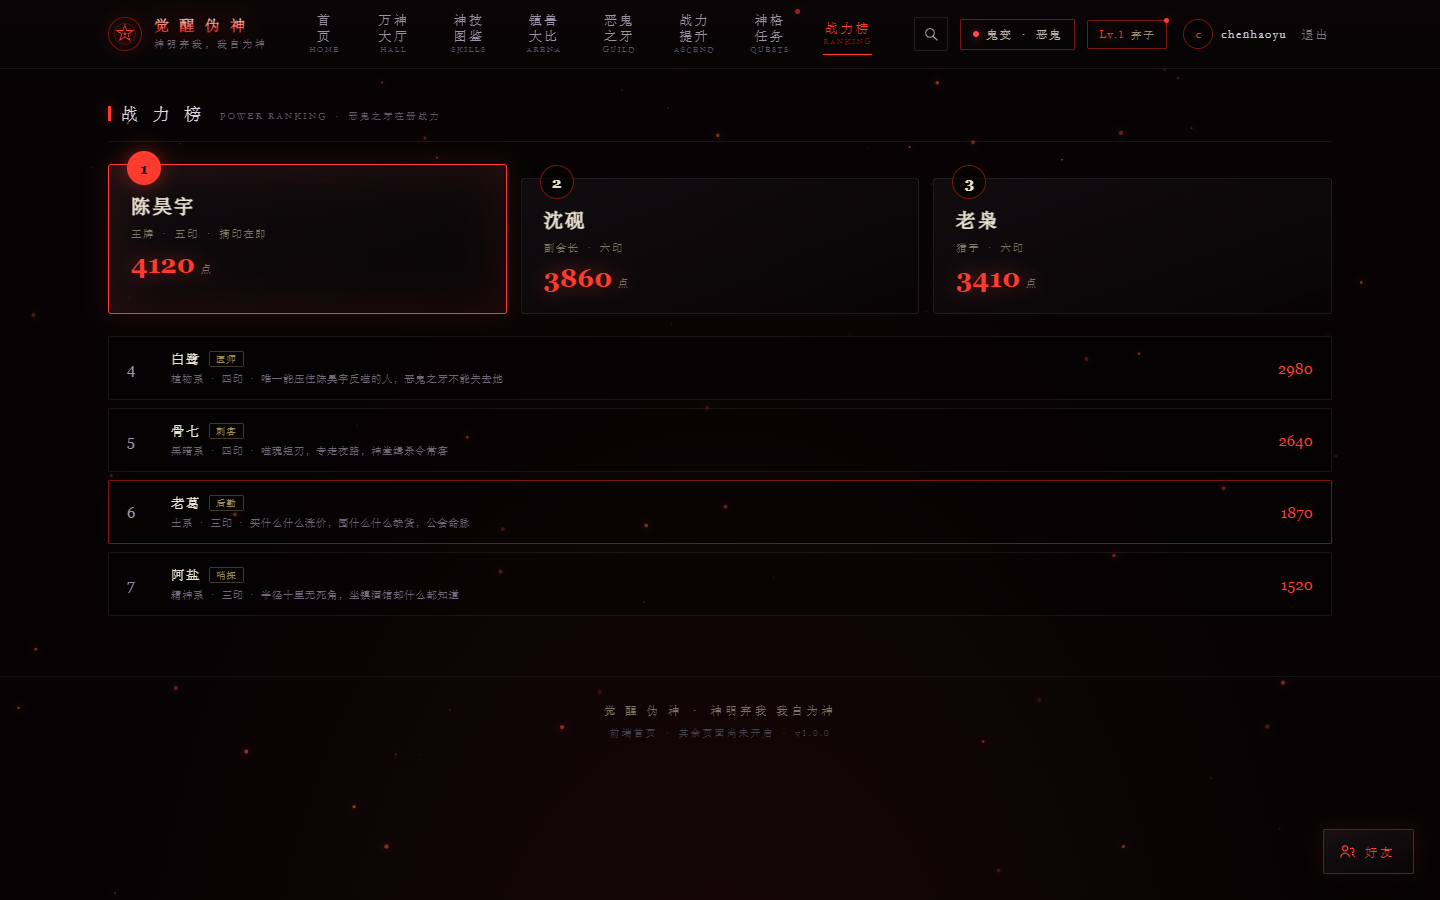 觉醒伪神
神明弃我，我自为神
首页
HOME
万神大厅
HALL
神技图鉴
SKILLS
镇兽大比
ARENA
恶鬼之牙
GUILD
战力提升
ASCEND
神格任务
QUESTS
战力榜
RANKING
鬼变 · 恶鬼
Lv.1 弃子
c
chenhaoyu
退出
战力榜
POWER RANKING · 恶鬼之牙在册战力
1
陈昊宇
王牌 · 五印 · 摘印在即
4120 点
2
沈砚
副会长 · 六印
3860 点
3
老枭
猎手 · 六印
3410 点
4
白鹭 医师
植物系 · 四印 · 唯一能压住陈昊宇反噬的人，恶鬼之牙不能失去她
2980
5
骨七 刺客
黑暗系 · 四印 · 噬魂短刃，专走夜路，神堂缉杀令常客
2640
6
老葛 后勤
土系 · 三印 · 买什么什么涨价，囤什么什么缺货，公会命脉
1870
7
阿盐 哨探
精神系 · 三印 · 半径十里无死角，坐镇酒馆却什么都知道
1520
觉醒伪神 · 神明弃我 我自为神
前端首页 · 其余页面尚未开启 · v1.0.0
好友